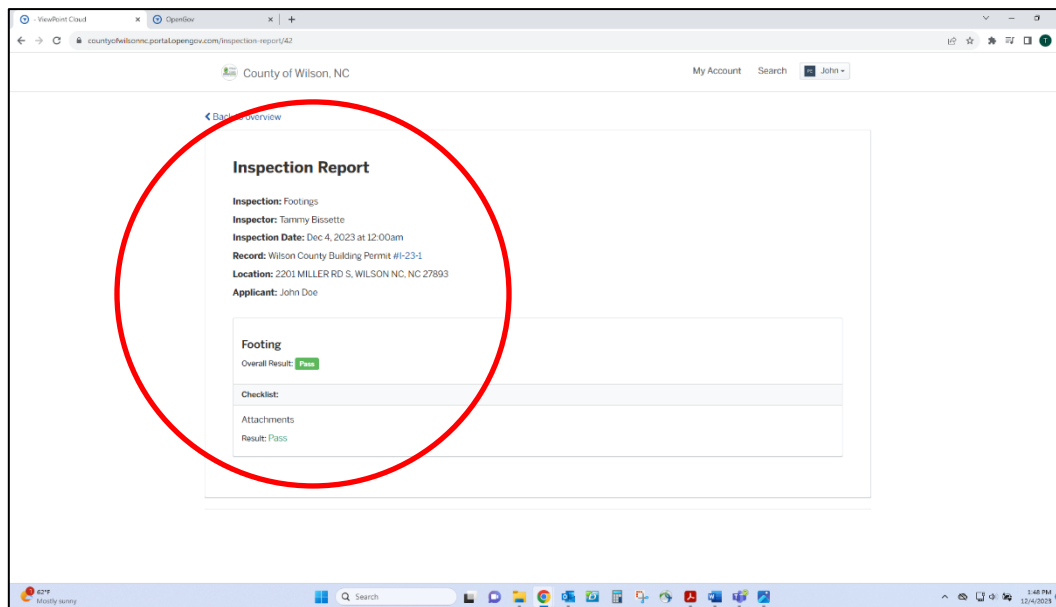 - ViewPoint Cloud
OpenGov
countyofwilsonnc.portal.opengov.com/inspection-report/42
T
County of Wilson, NC
My Account
Search
John
Back to overview
Inspection Report
Inspection: Footings
Inspector: Tammy Bissette
Inspection Date: Dec 4, 2023 at 12:00am
Record: Wilson County Building Permit #I-23-1
Location: 2201 MILLER RD S, WILSON NC, NC 27893
Applicant: John Doe
Footing
Overall Result: Pass
Checklist:
Attachments
Result: Pass
1
62°F
Mostly sunny
Search
1:48 PM
12/4/2023